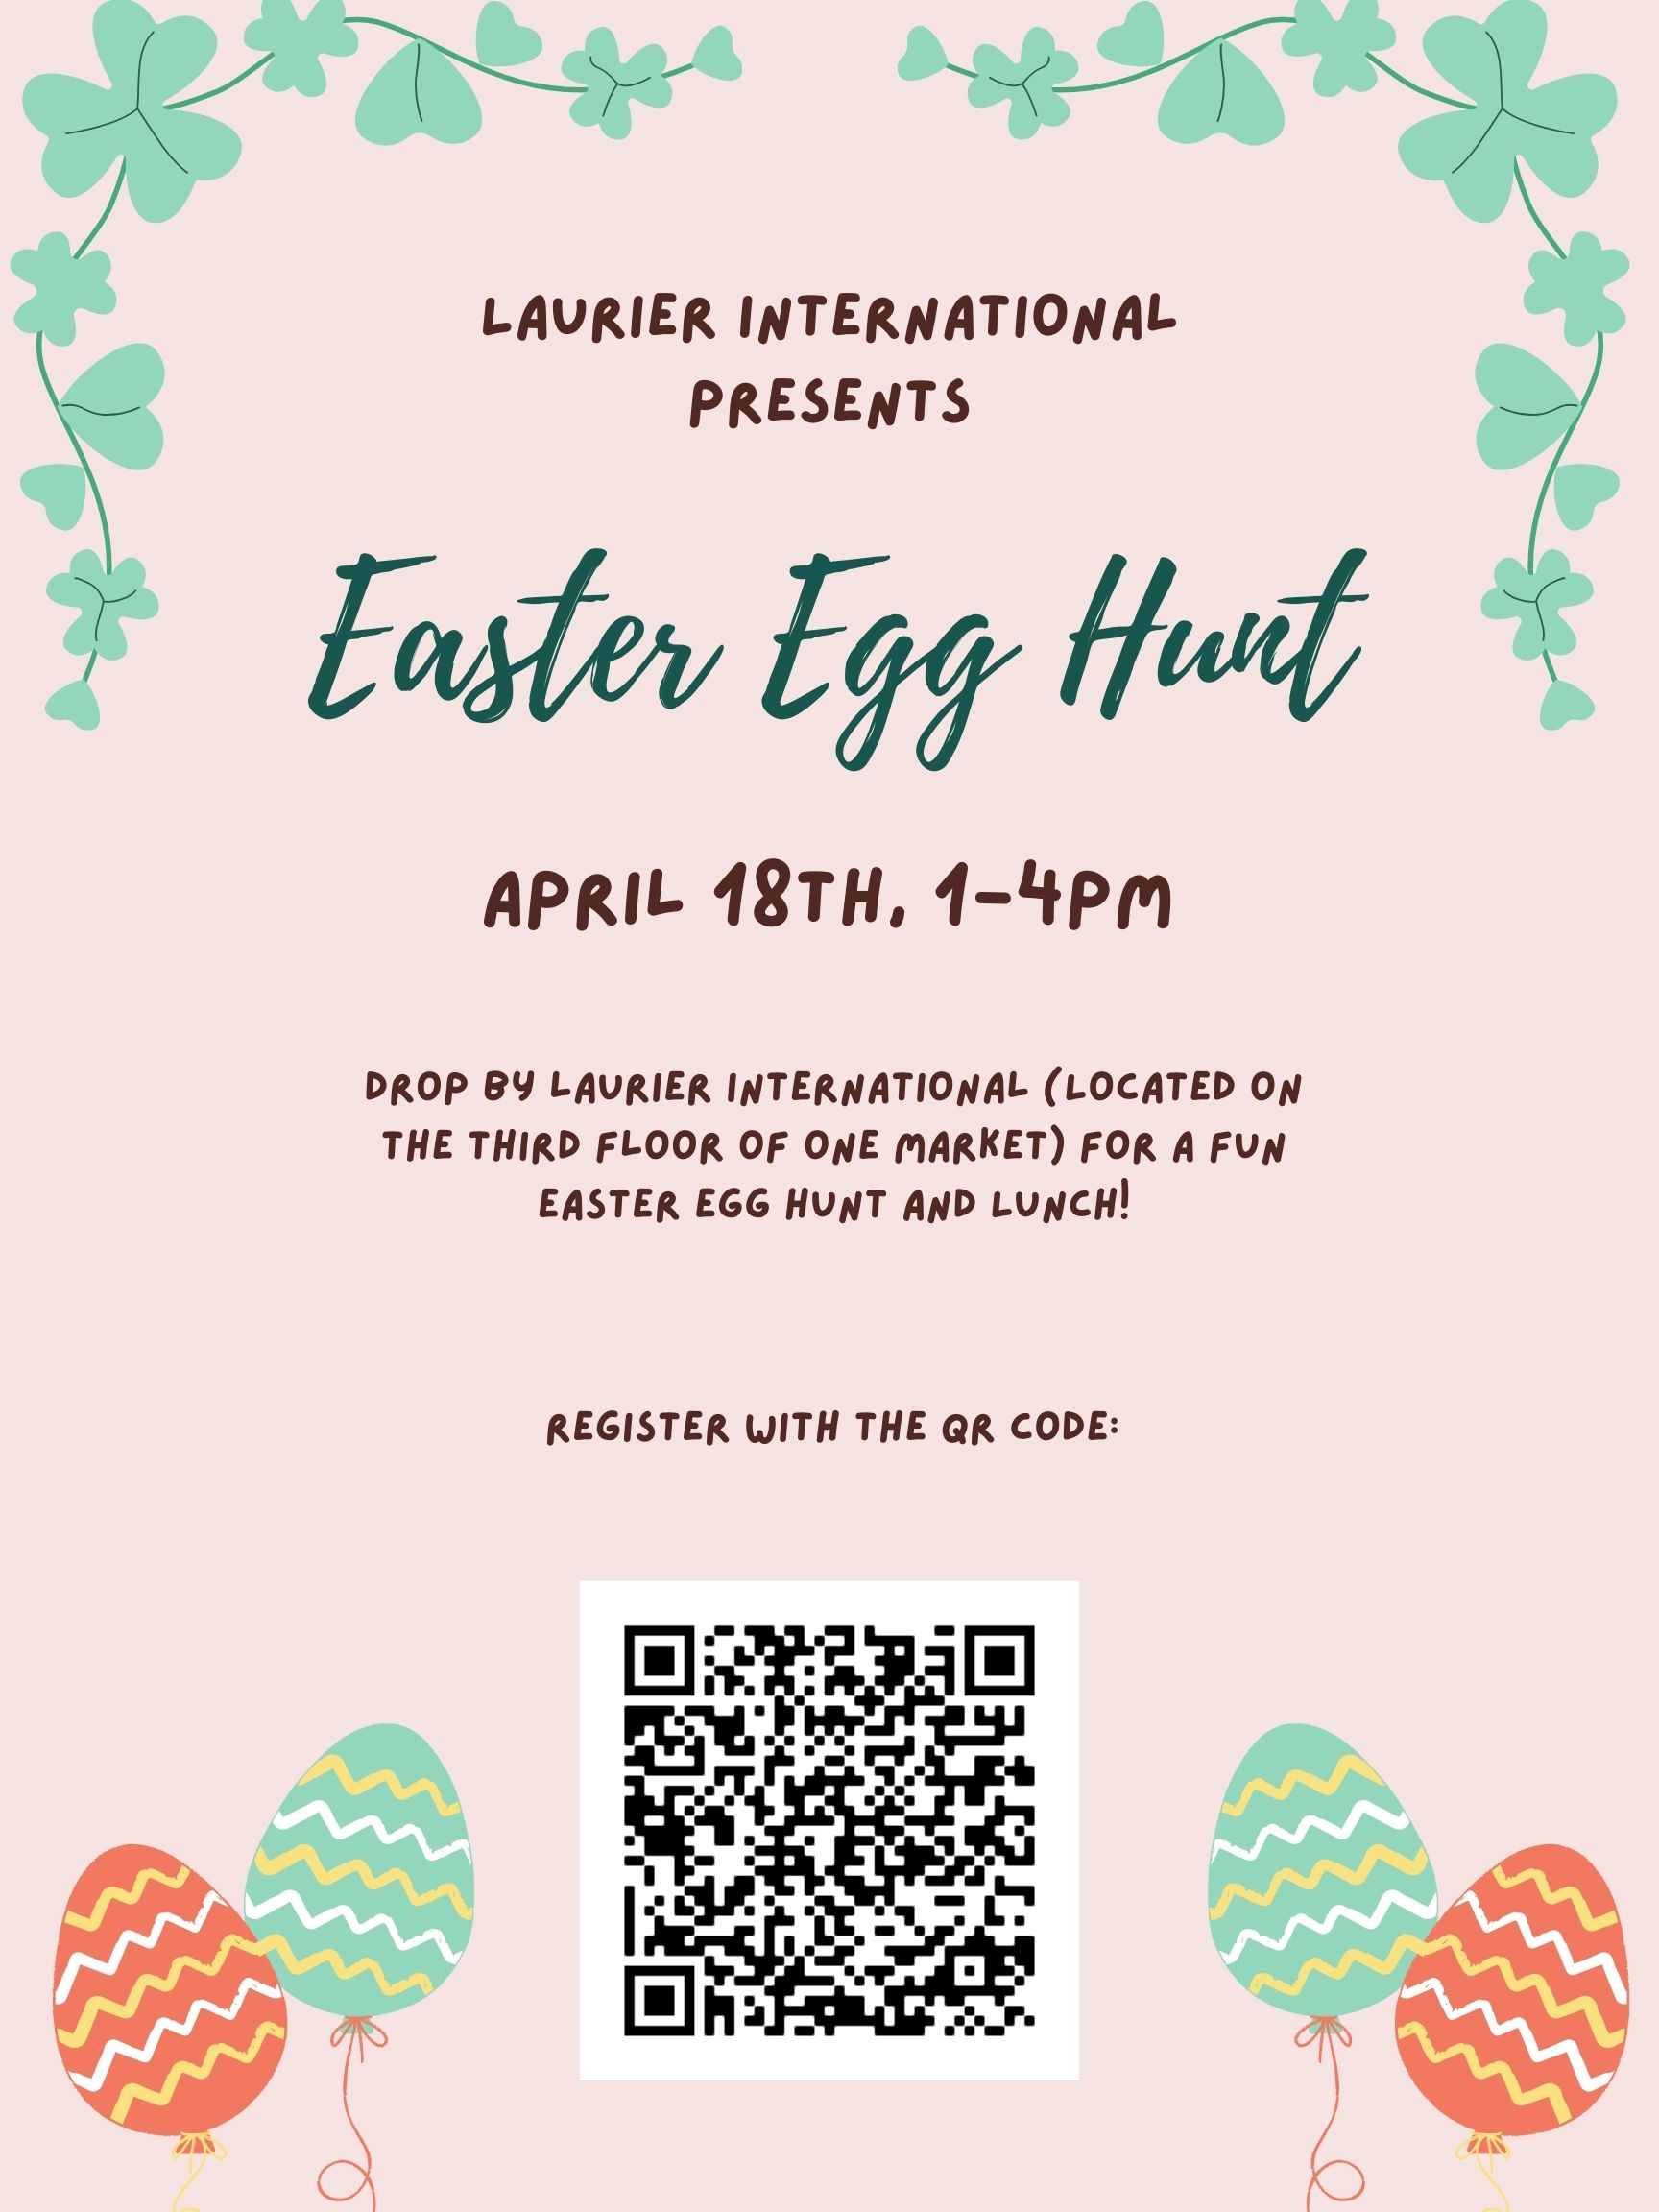 LAURIER INTERNATIONAL
PRESENTS
Easter Egg Hunt
APRIL 18TH, 1-4PM
DROP BY LAURIER INTERNATIONAL (LOCATED ON
THE THIRD FLOOR OF ONE MARKET) FOR A FUN
EASTER EGG HUNT AND LUNCH!
REGISTER WITH THE QR CODE: